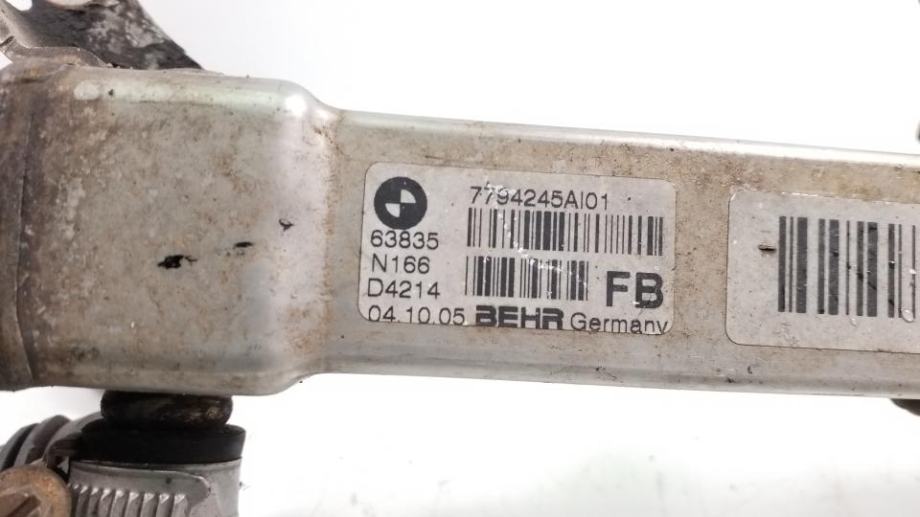 7794245AI01
63835
N166
D4214
FB
04.10.05 BEHR Germany